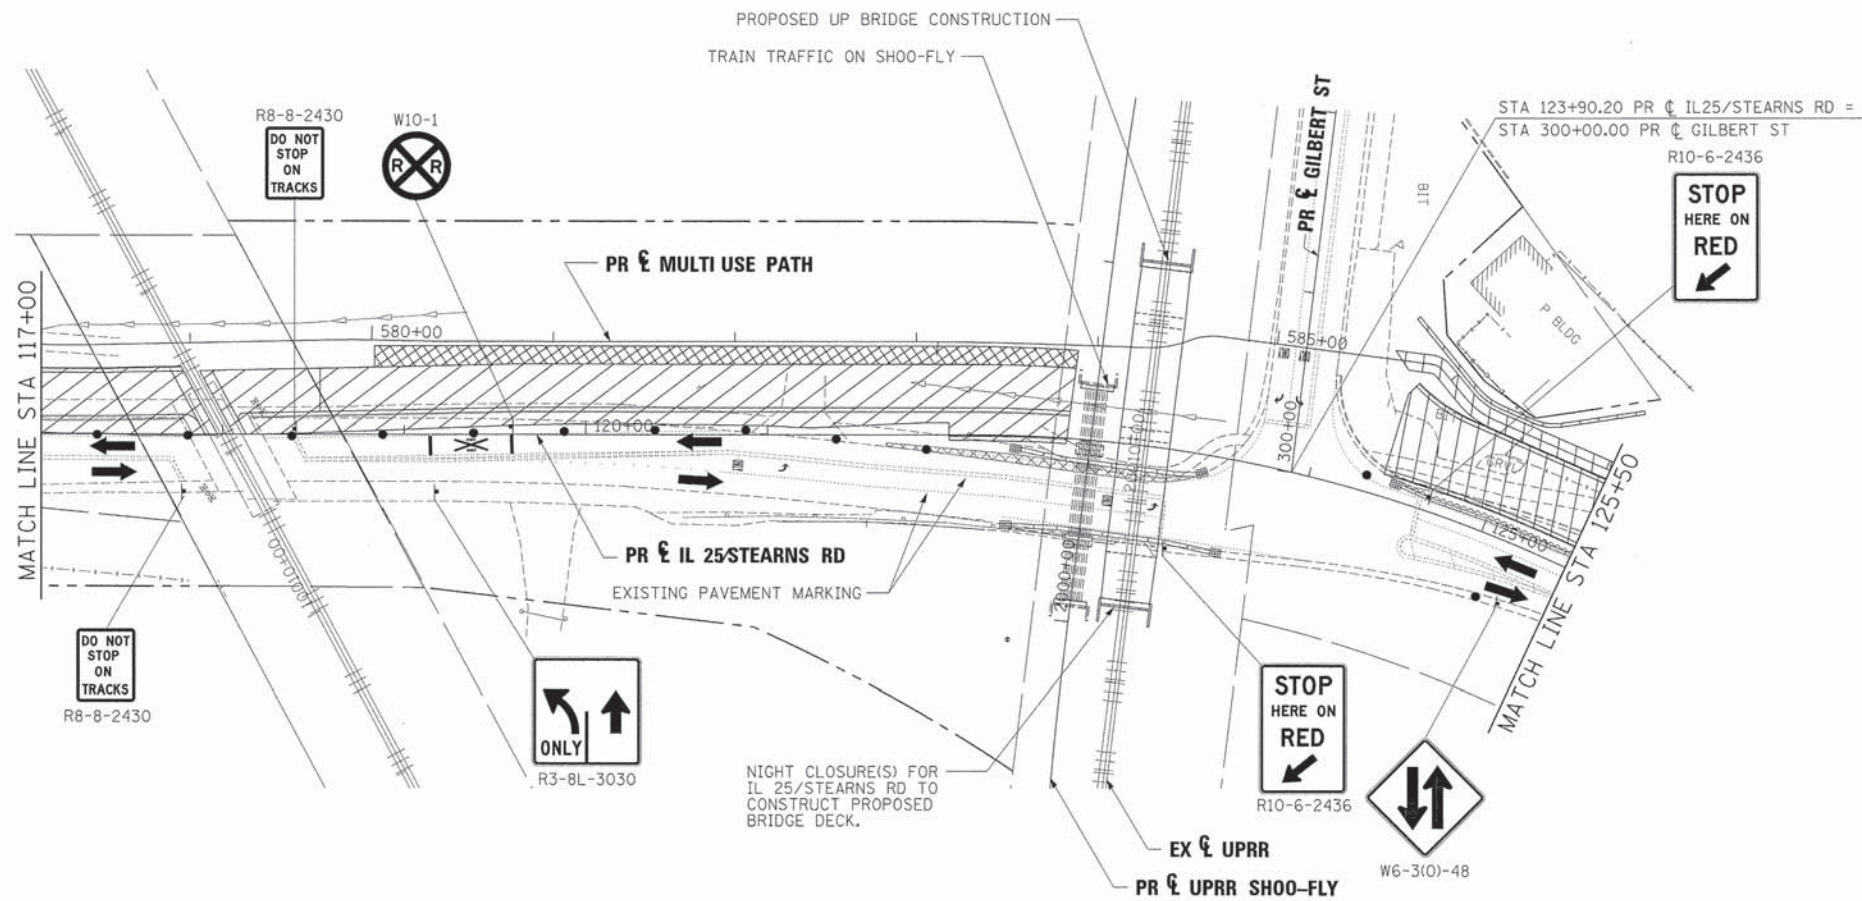 PROPOSED UP BRIDGE CONSTRUCTION
TRAIN TRAFFIC ON SHOO-FLY
PR ℄ GILBERT ST
STA 123+90.20 PR ℄ IL25/STEARNS RD =
STA 300+00.00 PR ℄ GILBERT ST
R10-6-2436
STOP
HERE ON
RED
R8-8-2430
DO NOT
STOP
ON
TRACKS
W10-1
R R
BIT
P BLDG
PR ℄ MULTI USE PATH
MATCH LINE STA 117+00
580+00
585+00
120+00
300+00
GRVL
125+00
MATCH LINE STA 125+50
PR ℄ IL 25/STEARNS RD
EXISTING PAVEMENT MARKING
DO NOT
STOP
ON
TRACKS
R8-8-2430
ONLY
R3-8L-3030
NIGHT CLOSURE(S) FOR
IL 25/STEARNS RD TO
CONSTRUCT PROPOSED
BRIDGE DECK.
STOP
HERE ON
RED
R10-6-2436
W6-3(O)-48
EX ℄ UPRR
PR ℄ UPRR SHOO-FLY